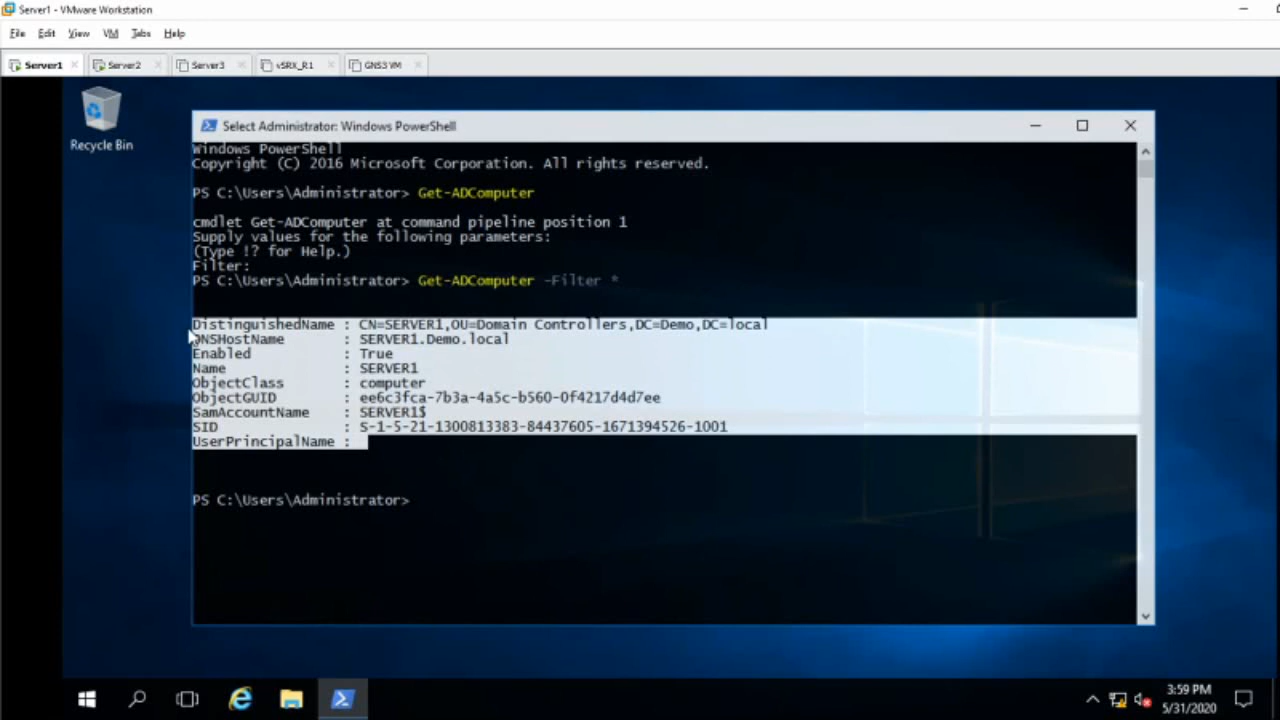 Server1 - VMware Workstation
File Edit View VM Tabs Help
Server1 Server2 Server3 vSRX_R1 GNS3 VM
Recycle Bin
Select Administrator: Windows PowerShell
Windows PowerShell
Copyright (C) 2016 Microsoft Corporation. All rights reserved.
PS C:\Users\Administrator> Get-ADComputer
cmdlet Get-ADComputer at command pipeline position 1
Supply values for the following parameters:
(Type !? for Help.)
Filter:
PS C:\Users\Administrator> Get-ADComputer -Filter *
DistinguishedName : CN=SERVER1,OU=Domain Controllers,DC=Demo,DC=local
DNSHostName : SERVER1.Demo.local
Enabled : True
Name : SERVER1
ObjectClass : computer
ObjectGUID : ee6c3fca-7b3a-4a5c-b560-0f4217d4d7ee
SamAccountName : SERVER1$
SID : S-1-5-21-1300813383-84437605-1671394526-1001
UserPrincipalName :
PS C:\Users\Administrator>
3:59 PM
5/31/2020